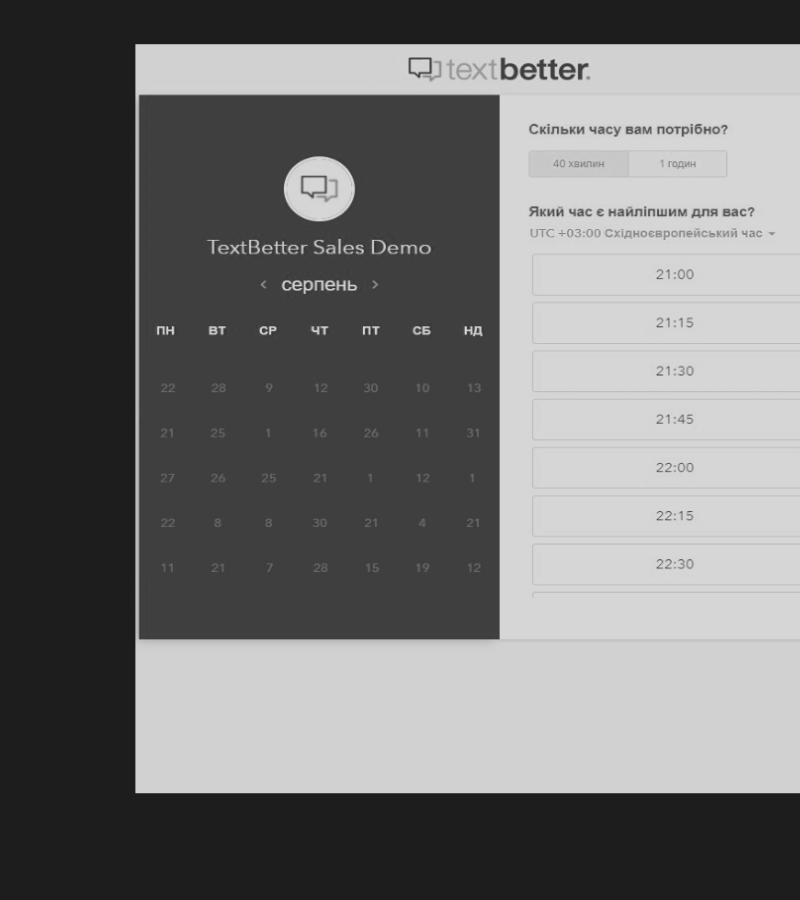 textbetter.
TextBetter Sales Demo
< серпень >
ПН ВТ СР ЧТ ПТ СБ НД
22 28 9 12 30 10 13
21 25 1 16 26 11 31
27 26 25 21 1 12 1
22 8 8 30 21 4 21
11 21 7 28 15 19 12
Скільки часу вам потрібно?
40 хвилин 1 годин
Який час є найліпшим для вас?
UTC +03:00 Східноєвропейський час
21:00
21:15
21:30
21:45
22:00
22:15
22:30